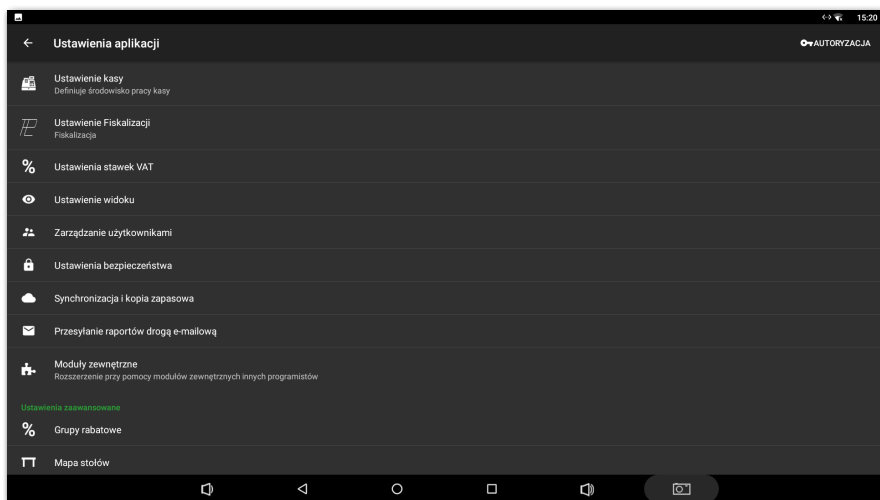 15:20
Ustawienia aplikacji
AUTORYZACJA
Ustawienie kasy
Definiuje środowisko pracy kasy
Ustawienie Fiskalizacji
Fiskalizacja
Ustawienia stawek VAT
Ustawienie widoku
Zarządzanie użytkownikami
Ustawienia bezpieczeństwa
Synchronizacja i kopia zapasowa
Przesyłanie raportów drogą e-mailową
Moduły zewnętrzne
Rozszerzenie przy pomocy modułów zewnętrznych innych programistów
Ustawienia zaawansowane
Grupy rabatowe
Mapa stołów